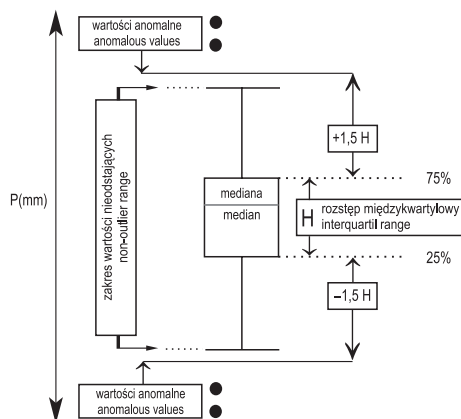 wartości anomalne
anomalous values
+1,5 H
zakres wartości nieodstających
non-outlier range
P(mm)
75%
mediana
median
H
rozstęp międzykwartylowy
interquartil range
25%
–1,5 H
wartości anomalne
anomalous values